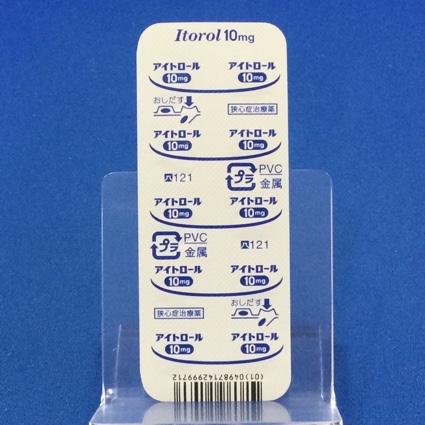 Itorol 10mg
アイトロール アイトロール
10mg 10mg
おしだす 狭心症治療薬
アイトロール アイトロール
10mg 10mg
121 プラ PVC 金属
アイトロール アイトロール
10mg 10mg
プラ PVC 金属 121
アイトロール アイトロール
10mg 10mg
狭心症治療薬 おしだす
アイトロール アイトロール
10mg 10mg
(01)04987142999712